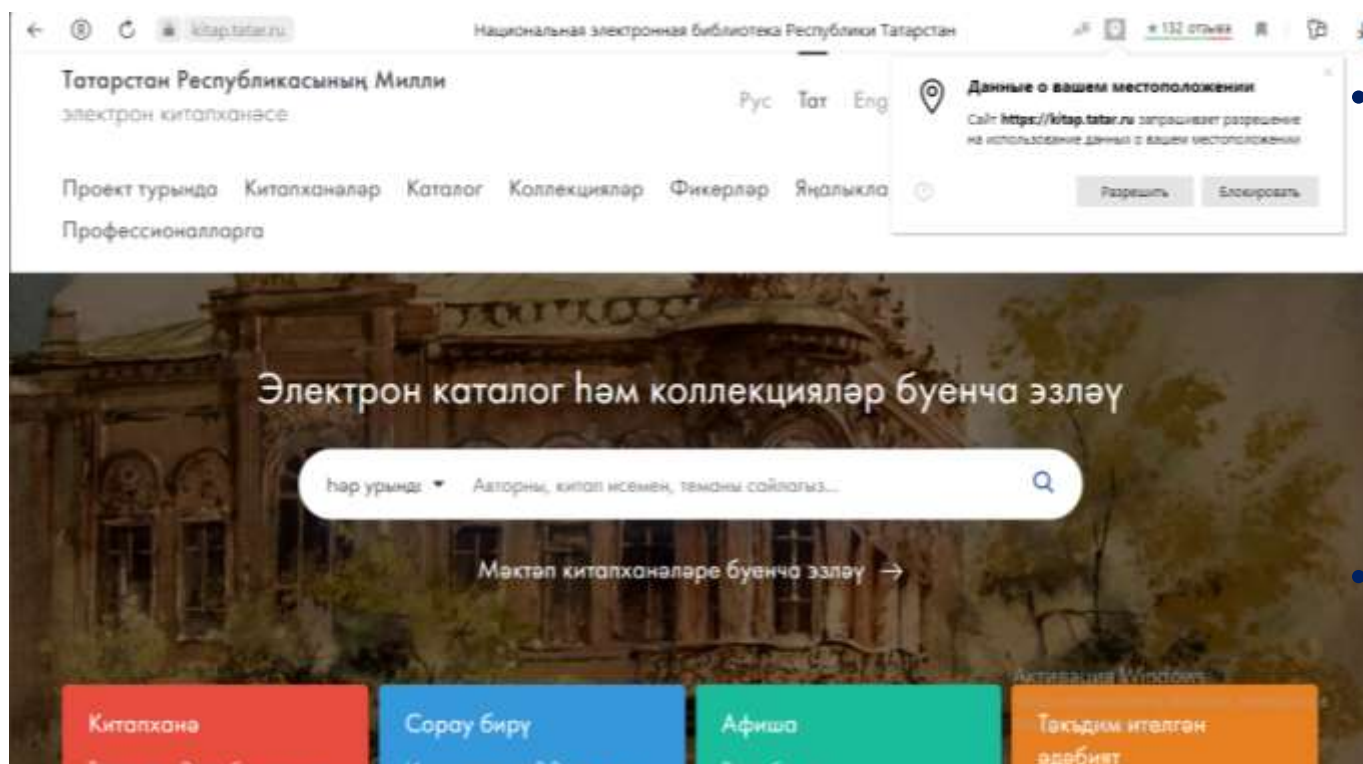 kitap.tatar.ru Национальная электронная библиотека Республики Татарстан ★ 132 отзыва
Татарстан Республикасының Милли
электрон китапханәсе
Рус Тат Eng
Данные о вашем местоположении
Сайт https://kitap.tatar.ru запрашивает разрешение
на использование данных о вашем местоположении
Разрешить Блокировать
Проект турында Китапханәләр Каталог Коллекцияләр Фикерләр Яңалыкла
Профессионалларга
Электрон каталог һәм коллекцияләр буенча эзләү
һәр урында Авторны, китап исемен, теманы сайлагыз...
Мәктәп китапханәләре буенча эзләү →
Активация Windows
Китапханә Сорау бирү Афиша Тәкъдим ителгән
әдәбият